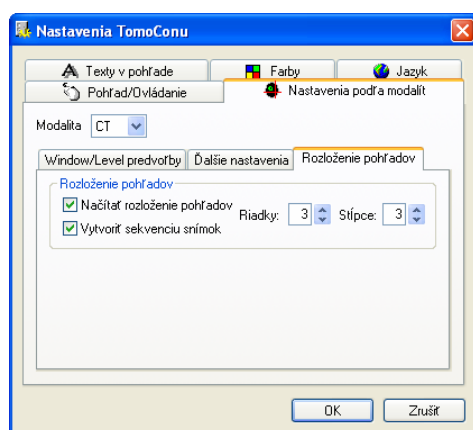 Nastavenia TomoConu
Texty v pohľade Farby Jazyk
Pohľad/Ovládanie Nastavenia podľa modalít
Modalita CT
Window/Level predvoľby Ďalšie nastavenia Rozloženie pohľadov
Rozloženie pohľadov
Načítať rozloženie pohľadov Riadky: 3 Stĺpce: 3
Vytvoriť sekvenciu snímok
OK Zrušiť